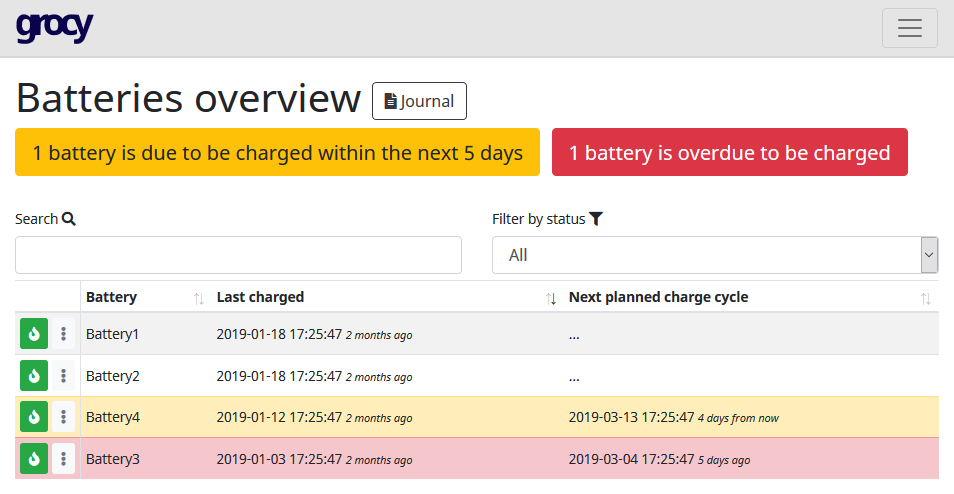 grocy
Batteries overview Journal
1 battery is due to be charged within the next 5 days 1 battery is overdue to be charged
Search Filter by status
All
Battery Last charged Next planned charge cycle
Battery1 2019-01-18 17:25:47 2 months ago ...
Battery2 2019-01-18 17:25:47 2 months ago ...
Battery4 2019-01-12 17:25:47 2 months ago 2019-03-13 17:25:47 4 days from now
Battery3 2019-01-03 17:25:47 2 months ago 2019-03-04 17:25:47 5 days ago